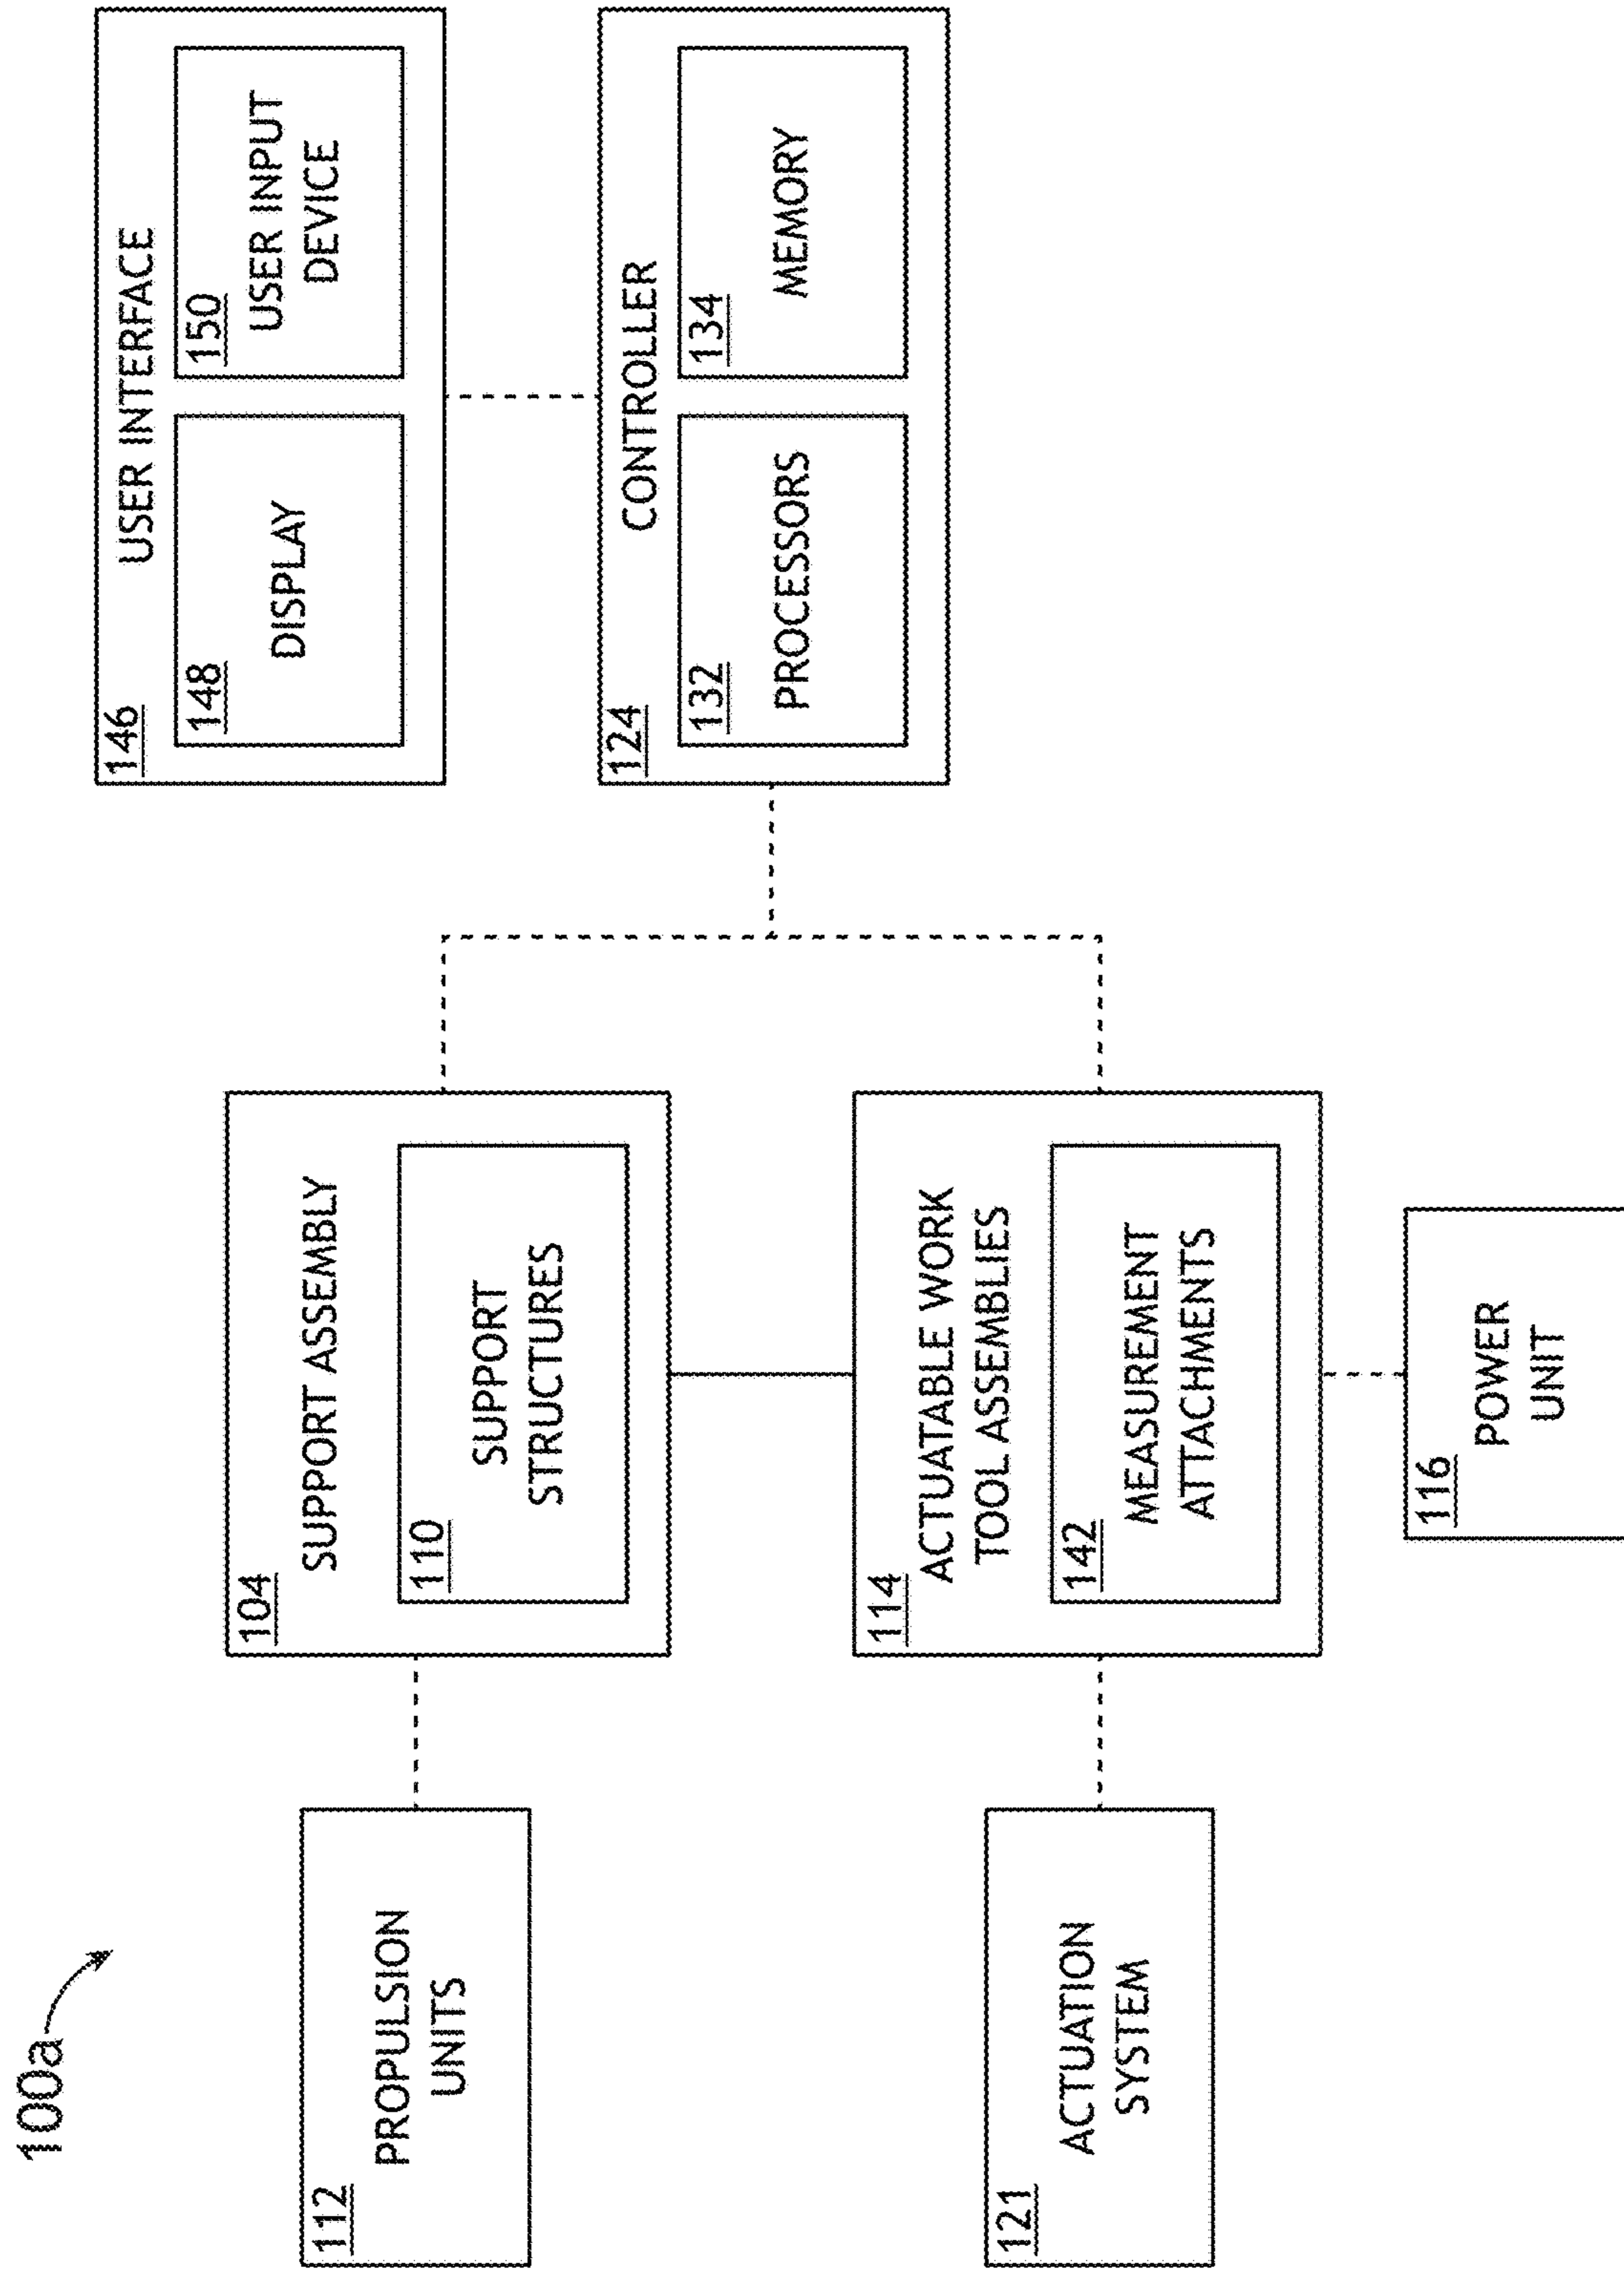 100a
112
PROPULSION
UNITS
104
SUPPORT ASSEMBLY
110
SUPPORT
STRUCTURES
146
USER INTERFACE
148
DISPLAY
150
USER INPUT
DEVICE
124
CONTROLLER
132
PROCESSORS
134
MEMORY
121
ACTUATION
SYSTEM
114
ACTUATABLE WORK
TOOL ASSEMBLIES
142
MEASUREMENT
ATTACHMENTS
116
POWER
UNIT